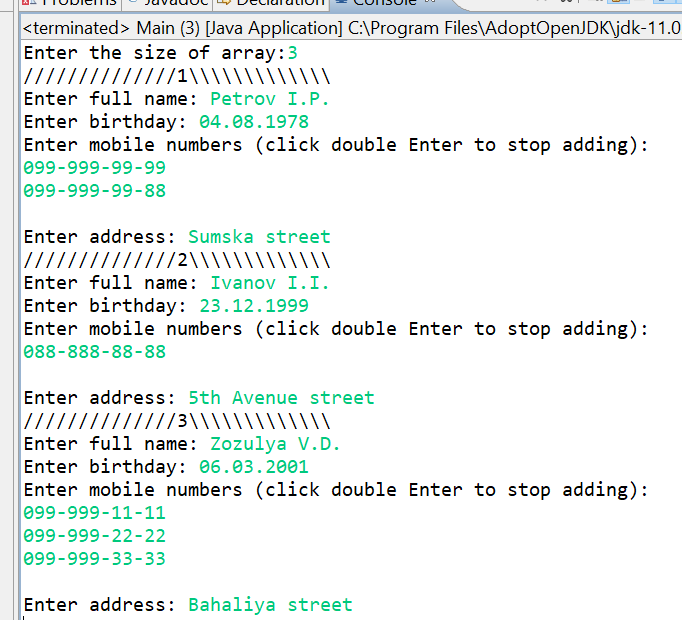 Problems Javadoc Declaration Console
<terminated> Main (3) [Java Application] C:\Program Files\AdoptOpenJDK\jdk-11.0
Enter the size of array:3
//////////////1\\\\\\\\\\\\\
Enter full name: Petrov I.P.
Enter birthday: 04.08.1978
Enter mobile numbers (click double Enter to stop adding):
099-999-99-99
099-999-99-88
Enter address: Sumska street
//////////////2\\\\\\\\\\\\\
Enter full name: Ivanov I.I.
Enter birthday: 23.12.1999
Enter mobile numbers (click double Enter to stop adding):
088-888-88-88
Enter address: 5th Avenue street
//////////////3\\\\\\\\\\\\\
Enter full name: Zozulya V.D.
Enter birthday: 06.03.2001
Enter mobile numbers (click double Enter to stop adding):
099-999-11-11
099-999-22-22
099-999-33-33
Enter address: Bahaliya street